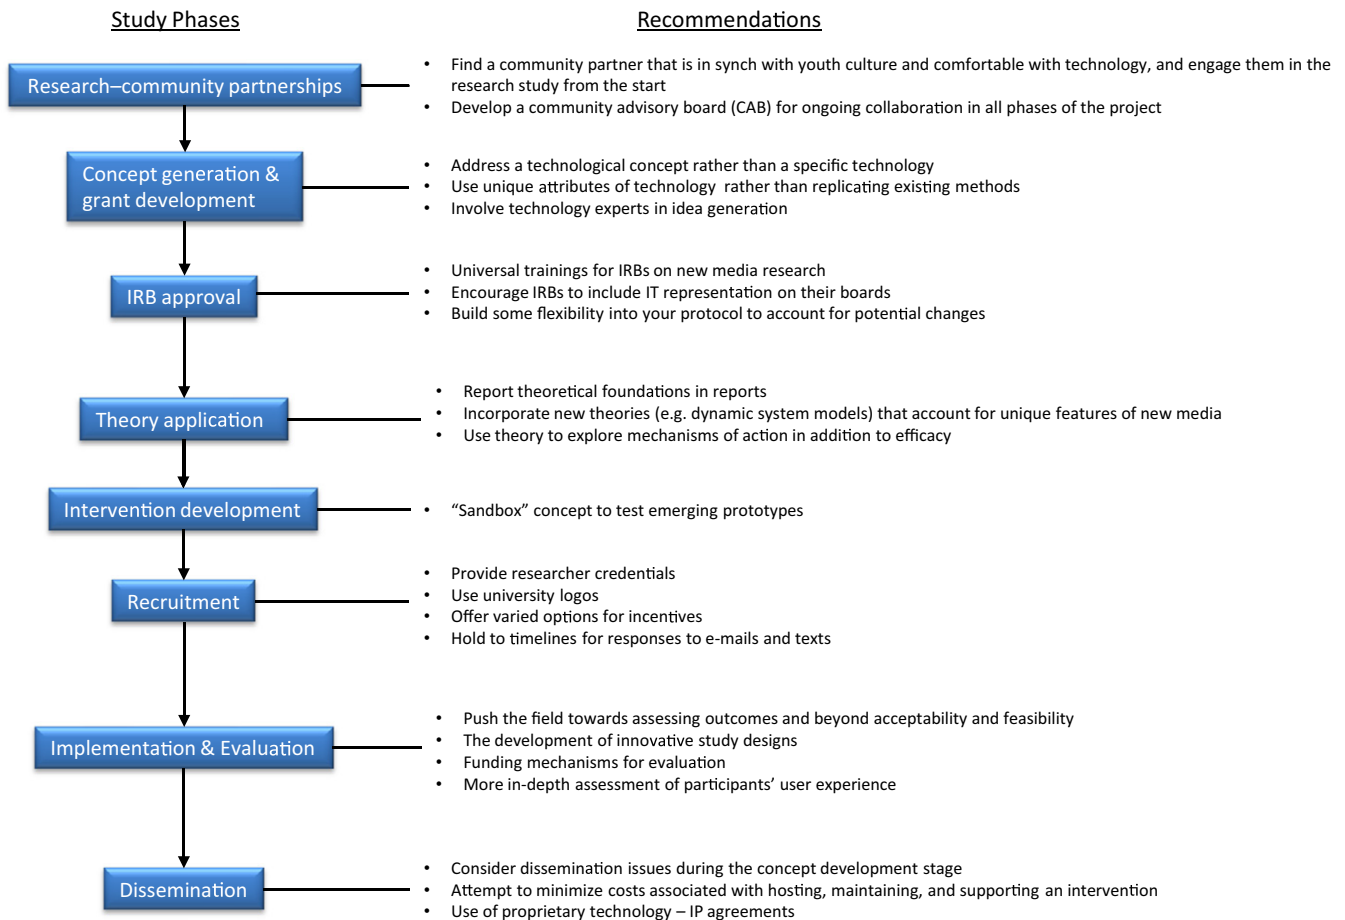 Study Phases
Recommendations
Research–community partnerships
• Find a community partner that is in synch with youth culture and comfortable with technology, and engage them in the
research study from the start
• Develop a community advisory board (CAB) for ongoing collaboration in all phases of the project
Concept generation &
grant development
• Address a technological concept rather than a specific technology
• Use unique attributes of technology rather than replicating existing methods
• Involve technology experts in idea generation
IRB approval
• Universal trainings for IRBs on new media research
• Encourage IRBs to include IT representation on their boards
• Build some flexibility into your protocol to account for potential changes
Theory application
• Report theoretical foundations in reports
• Incorporate new theories (e.g. dynamic system models) that account for unique features of new media
• Use theory to explore mechanisms of action in addition to efficacy
Intervention development
• “Sandbox” concept to test emerging prototypes
Recruitment
• Provide researcher credentials
• Use university logos
• Offer varied options for incentives
• Hold to timelines for responses to e-mails and texts
Implementation & Evaluation
• Push the field towards assessing outcomes and beyond acceptability and feasibility
• The development of innovative study designs
• Funding mechanisms for evaluation
• More in-depth assessment of participants’ user experience
Dissemination
• Consider dissemination issues during the concept development stage
• Attempt to minimize costs associated with hosting, maintaining, and supporting an intervention
• Use of proprietary technology – IP agreements